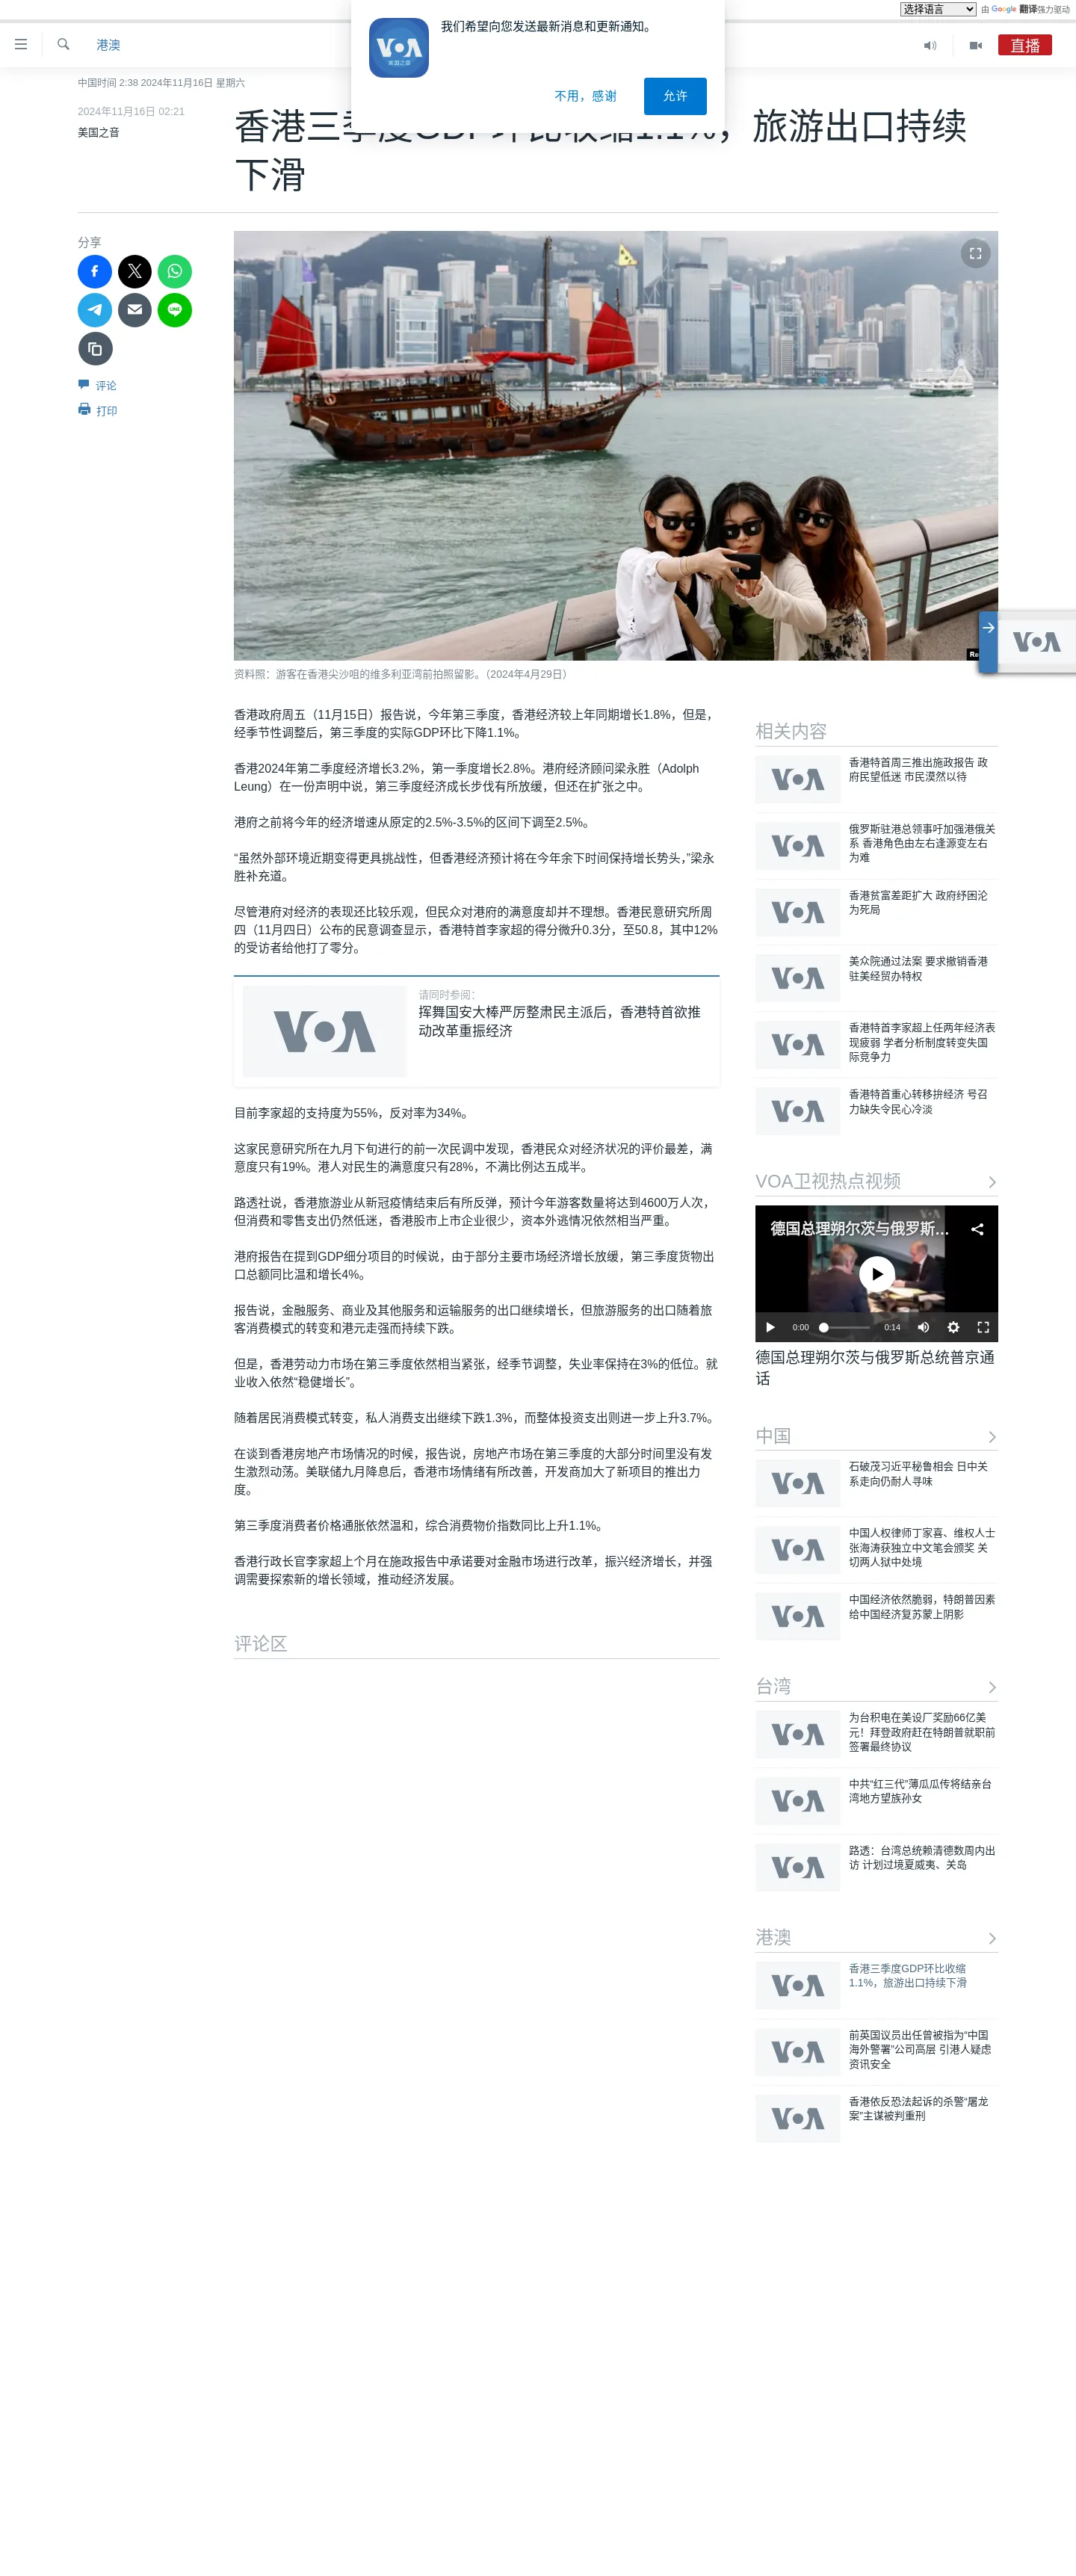 选择语言
由 Google 翻译强力驱动
我们希望向您发送最新消息和更新通知。
VOA
美国之音
不用，感谢
允许
港澳
直播
中国时间 2:38 2024年11月16日 星期六
2024年11月16日 02:21
美国之音
香港三季度GDP环比收缩1.1%，旅游出口持续
下滑
分享
评论
打印
VOA
资料照：游客在香港尖沙咀的维多利亚湾前拍照留影。（2024年4月29日）
香港政府周五（11月15日）报告说，今年第三季度，香港经济较上年同期增长1.8%，但是，
经季节性调整后，第三季度的实际GDP环比下降1.1%。
香港2024年第二季度经济增长3.2%，第一季度增长2.8%。港府经济顾问梁永胜（Adolph
Leung）在一份声明中说，第三季度经济成长步伐有所放缓，但还在扩张之中。
港府之前将今年的经济增速从原定的2.5%-3.5%的区间下调至2.5%。
“虽然外部环境近期变得更具挑战性，但香港经济预计将在今年余下时间保持增长势头，”梁永
胜补充道。
尽管港府对经济的表现还比较乐观，但民众对港府的满意度却并不理想。香港民意研究所周
四（11月四日）公布的民意调查显示，香港特首李家超的得分微升0.3分，至50.8，其中12%
的受访者给他打了零分。
VOA
请同时参阅：
挥舞国安大棒严厉整肃民主派后，香港特首欲推
动改革重振经济
目前李家超的支持度为55%，反对率为34%。
这家民意研究所在九月下旬进行的前一次民调中发现，香港民众对经济状况的评价最差，满
意度只有19%。港人对民生的满意度只有28%，不满比例达五成半。
路透社说，香港旅游业从新冠疫情结束后有所反弹，预计今年游客数量将达到4600万人次，
但消费和零售支出仍然低迷，香港股市上市企业很少，资本外逃情况依然相当严重。
港府报告在提到GDP细分项目的时候说，由于部分主要市场经济增长放缓，第三季度货物出
口总额同比温和增长4%。
报告说，金融服务、商业及其他服务和运输服务的出口继续增长，但旅游服务的出口随着旅
客消费模式的转变和港元走强而持续下跌。
但是，香港劳动力市场在第三季度依然相当紧张，经季节调整，失业率保持在3%的低位。就
业收入依然“稳健增长”。
随着居民消费模式转变，私人消费支出继续下跌1.3%，而整体投资支出则进一步上升3.7%。
在谈到香港房地产市场情况的时候，报告说，房地产市场在第三季度的大部分时间里没有发
生激烈动荡。美联储九月降息后，香港市场情绪有所改善，开发商加大了新项目的推出力
度。
第三季度消费者价格通胀依然温和，综合消费物价指数同比上升1.1%。
香港行政长官李家超上个月在施政报告中承诺要对金融市场进行改革，振兴经济增长，并强
调需要探索新的增长领域，推动经济发展。
评论区
相关内容
VOA
香港特首周三推出施政报告 政
府民望低迷 市民漠然以待
VOA
俄罗斯驻港总领事吁加强港俄关
系 香港角色由左右逢源变左右
为难
VOA
香港贫富差距扩大 政府纾困沦
为死局
VOA
美众院通过法案 要求撤销香港
驻美经贸办特权
VOA
香港特首李家超上任两年经济表
现疲弱 学者分析制度转变失国
际竞争力
VOA
香港特首重心转移拚经济 号召
力缺失令民心冷淡
VOA卫视热点视频
德国总理朔尔茨与俄罗斯...
0:00
0:14
德国总理朔尔茨与俄罗斯总统普京通
话
中国
VOA
石破茂习近平秘鲁相会 日中关
系走向仍耐人寻味
VOA
中国人权律师丁家喜、维权人士
张海涛获独立中文笔会颁奖 关
切两人狱中处境
VOA
中国经济依然脆弱，特朗普因素
给中国经济复苏蒙上阴影
台湾
VOA
为台积电在美设厂奖励66亿美
元！拜登政府赶在特朗普就职前
签署最终协议
VOA
中共“红三代”薄瓜瓜传将结亲台
湾地方望族孙女
VOA
路透：台湾总统赖清德数周内出
访 计划过境夏威夷、关岛
港澳
VOA
香港三季度GDP环比收缩
1.1%，旅游出口持续下滑
VOA
前英国议员出任曾被指为“中国
海外警署”公司高层 引港人疑虑
资讯安全
VOA
香港依反恐法起诉的杀警“屠龙
案”主谋被判重刑